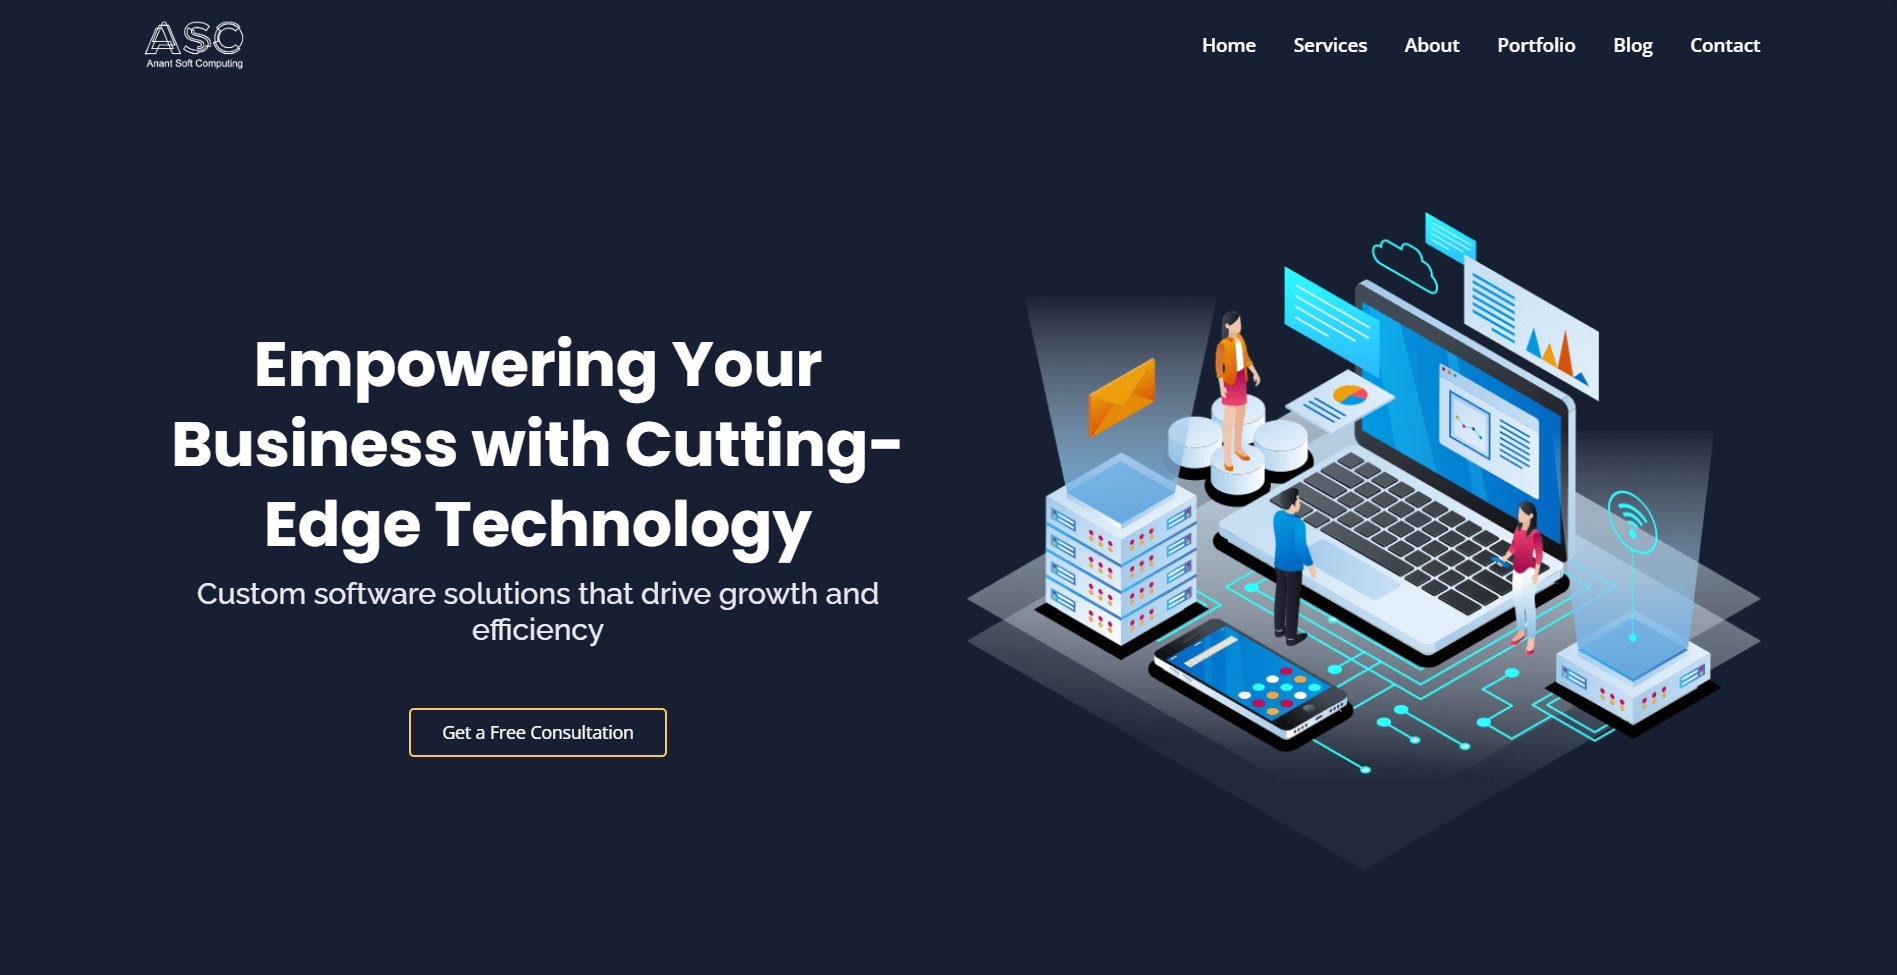 ASC
Anant Soft Computing
Home Services About Portfolio Blog Contact
Empowering Your
Business with Cutting-
Edge Technology
Custom software solutions that drive growth and
efficiency
Get a Free Consultation